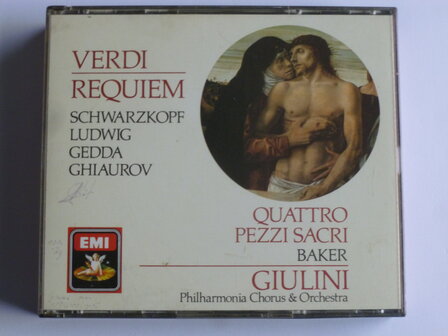 VERDI
REQUIEM
SCHWARZKOPF
LUDWIG
GEDDA
GHIAUROV
QUATTRO
PEZZI SACRI
BAKER
GIULINI
Philharmonia Chorus & Orchestra
EMI